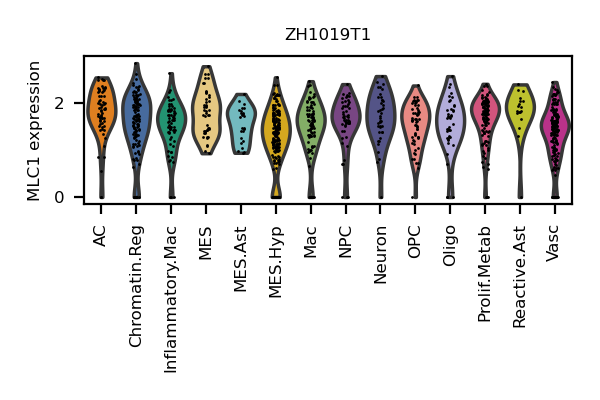 ZH1019T1
MLC1 expression
2
0
AC
Chromatin.Reg
Inflammatory.Mac
MES
MES.Ast
MES.Hyp
Mac
NPC
Neuron
OPC
Oligo
Prolif.Metab
Reactive.Ast
Vasc